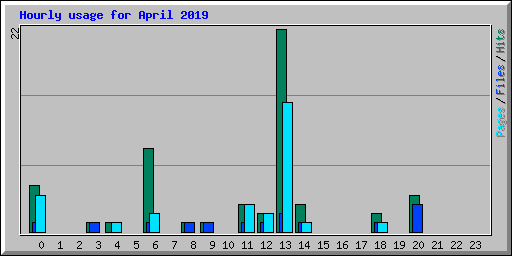 Hourly usage for April 2019
22
Pages/Files/Hits
0 1 2 3 4 5 6 7 8 9 10 11 12 13 14 15 16 17 18 19 20 21 22 23